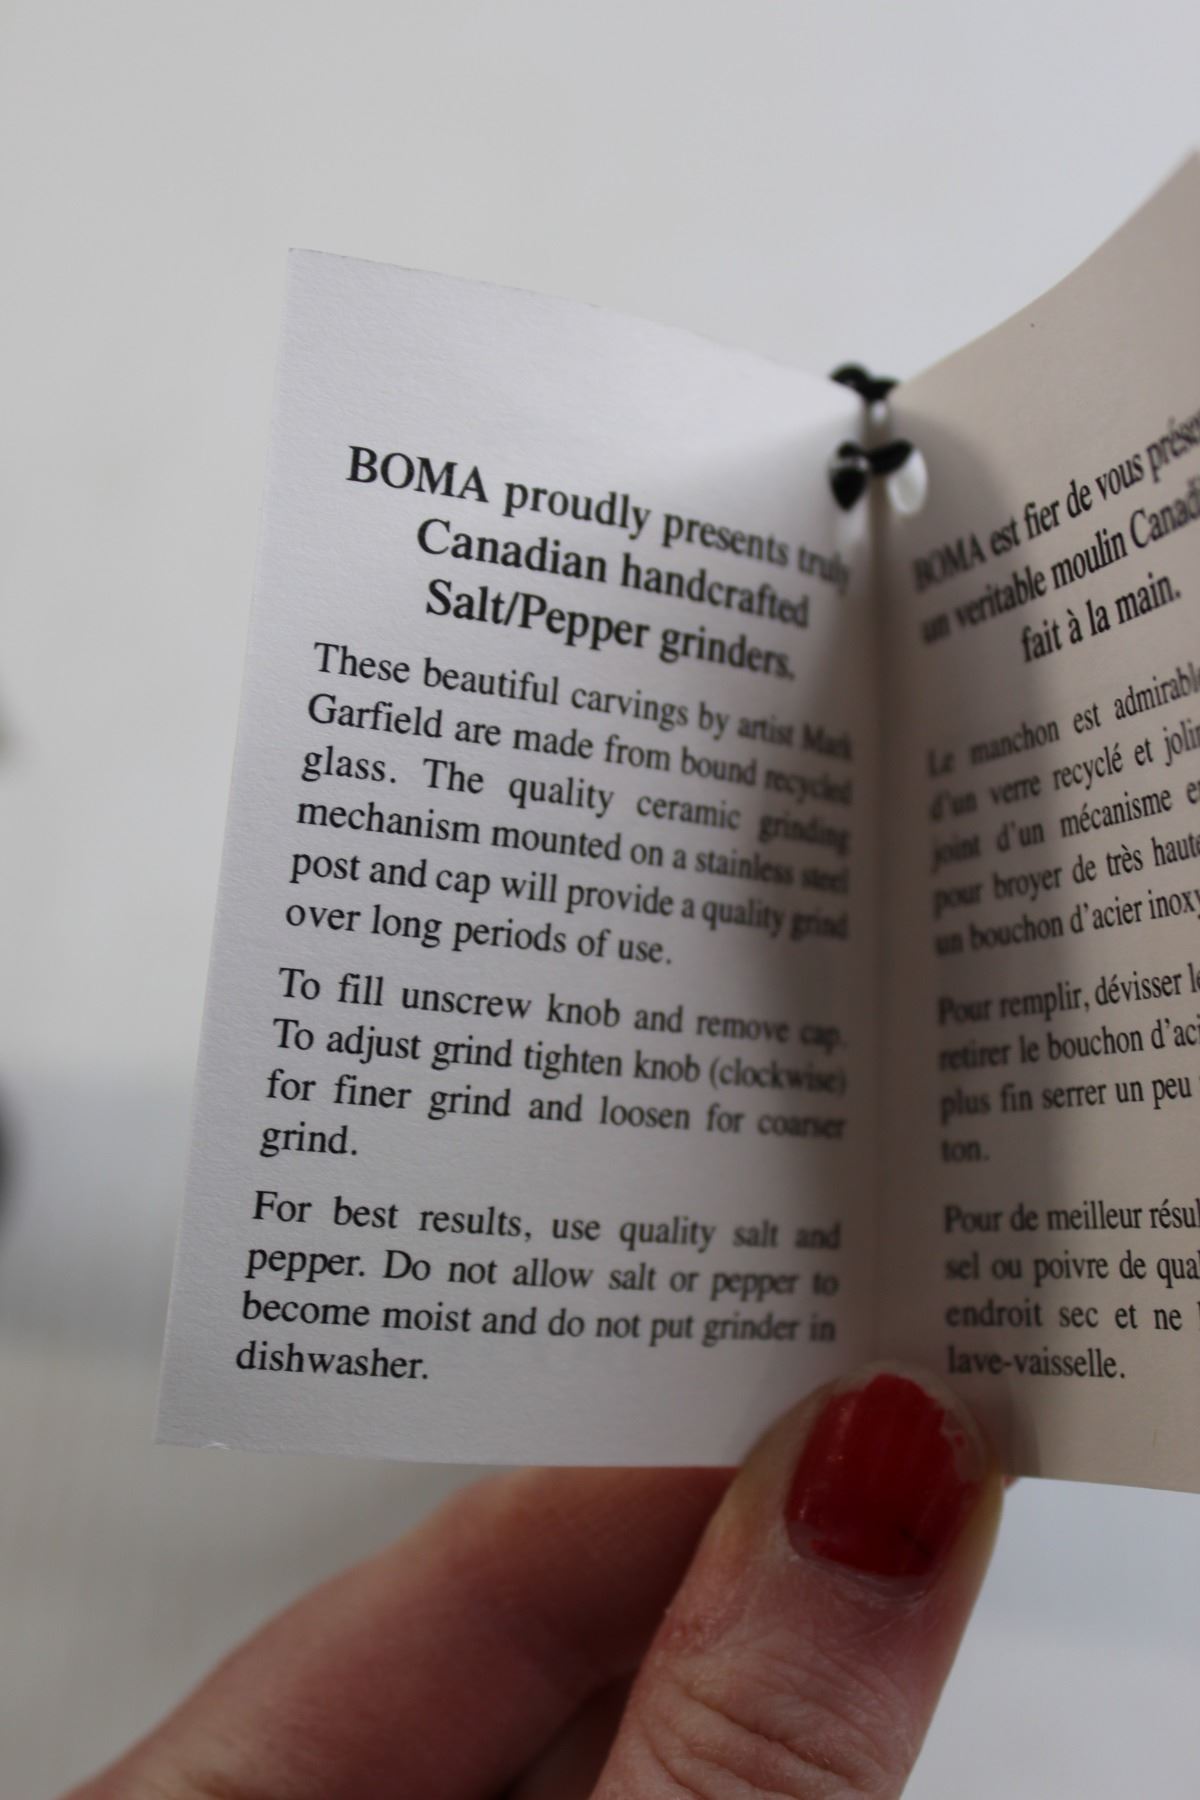 BOMA proudly presents truly
Canadian handcrafted
Salt/Pepper grinders.
These beautiful carvings by artist Mark
Garfield are made from bound recycled
glass. The quality ceramic grinding
mechanism mounted on a stainless steel
post and cap will provide a quality grind
over long periods of use.
To fill unscrew knob and remove cap.
To adjust grind tighten knob (clockwise)
for finer grind and loosen for coarser
grind.
For best results, use quality salt and
pepper. Do not allow salt or pepper to
become moist and do not put grinder in
dishwasher.
BOMA est fier de vous
un veritable moulin
fait à la main.
Le manchon est
d'un verre recyclé et
joint d'un mécanisme
pour broyer de très
un bouchon d'acier
Pour remplir, dévisser
retirer le bouchon
plus fin serrer un peu
ton.
Pour de meilleur
sel ou poivre de
endroit sec et ne
lave-vaisselle.